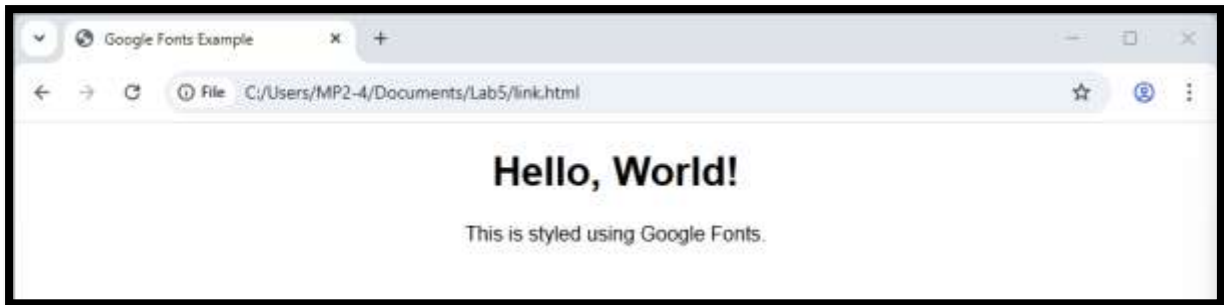 Google Fonts Example
File C:/Users/MP2-4/Documents/Lab5/link.html
Hello, World!
This is styled using Google Fonts.